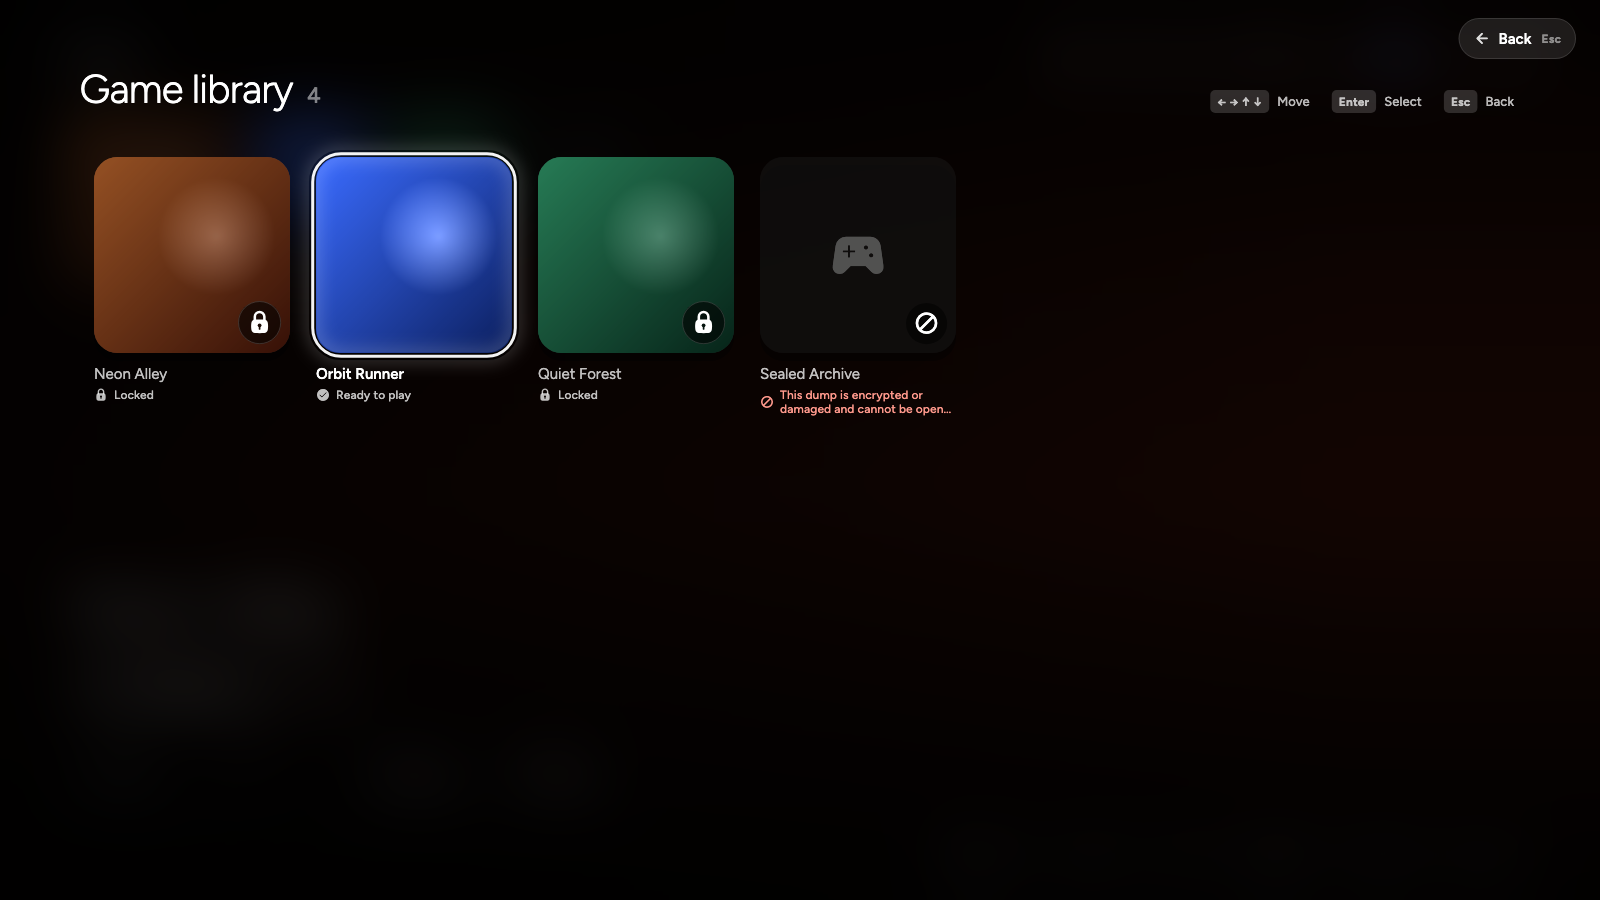 Back Esc
Game library 4
← → ↑ ↓ Move Enter Select Esc Back
Neon Alley
Locked
Orbit Runner
Ready to play
Quiet Forest
Locked
Sealed Archive
This dump is encrypted or
damaged and cannot be open...